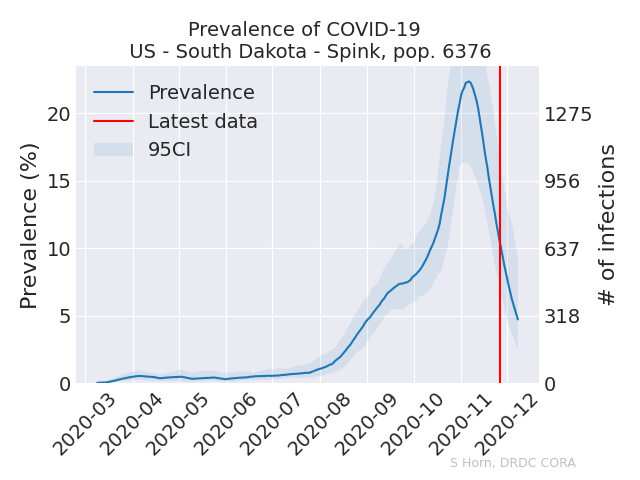 Prevalence of COVID-19
US - South Dakota - Spink, pop. 6376
Prevalence
Latest data
95CI
Prevalence (%)
20
15
10
5
0
1275
956
637
318
0
# of infections
2020-03
2020-04
2020-05
2020-06
2020-07
2020-08
2020-09
2020-10
2020-11
2020-12
S Horn, DRDC CORA